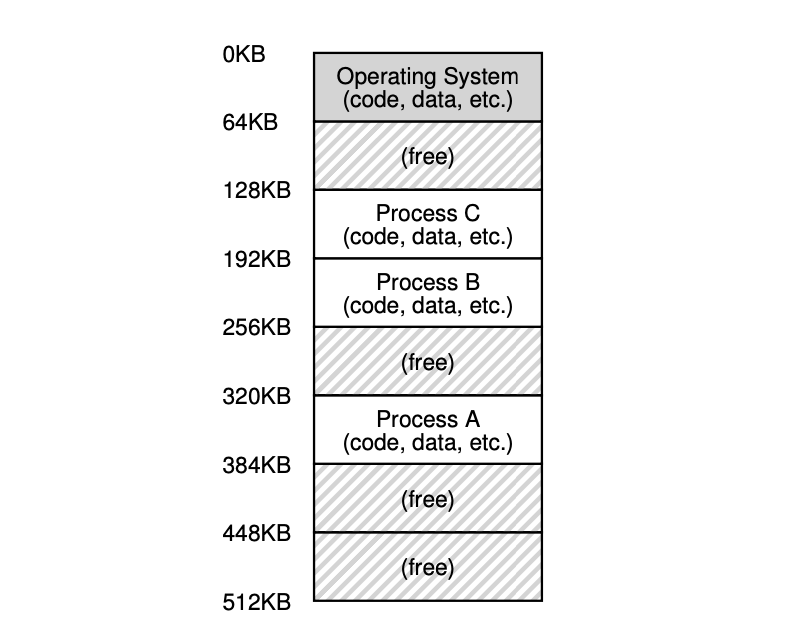 0KB
Operating System
(code, data, etc.)
64KB
(free)
128KB
Process C
(code, data, etc.)
192KB
Process B
(code, data, etc.)
256KB
(free)
320KB
Process A
(code, data, etc.)
384KB
(free)
448KB
(free)
512KB